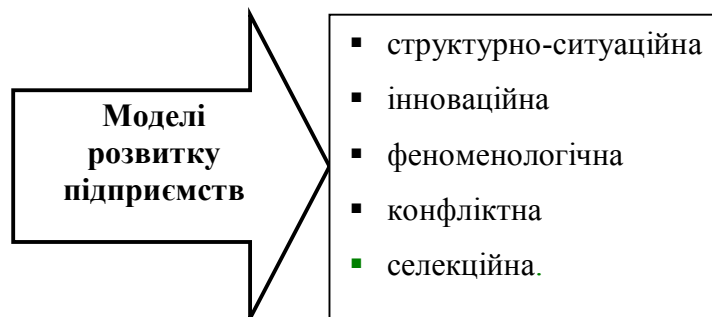 Моделі
розвитку
підприємств
▪ структурно-ситуаційна
▪ інноваційна
▪ феноменологічна
▪ конфліктна
▪ селекційна.